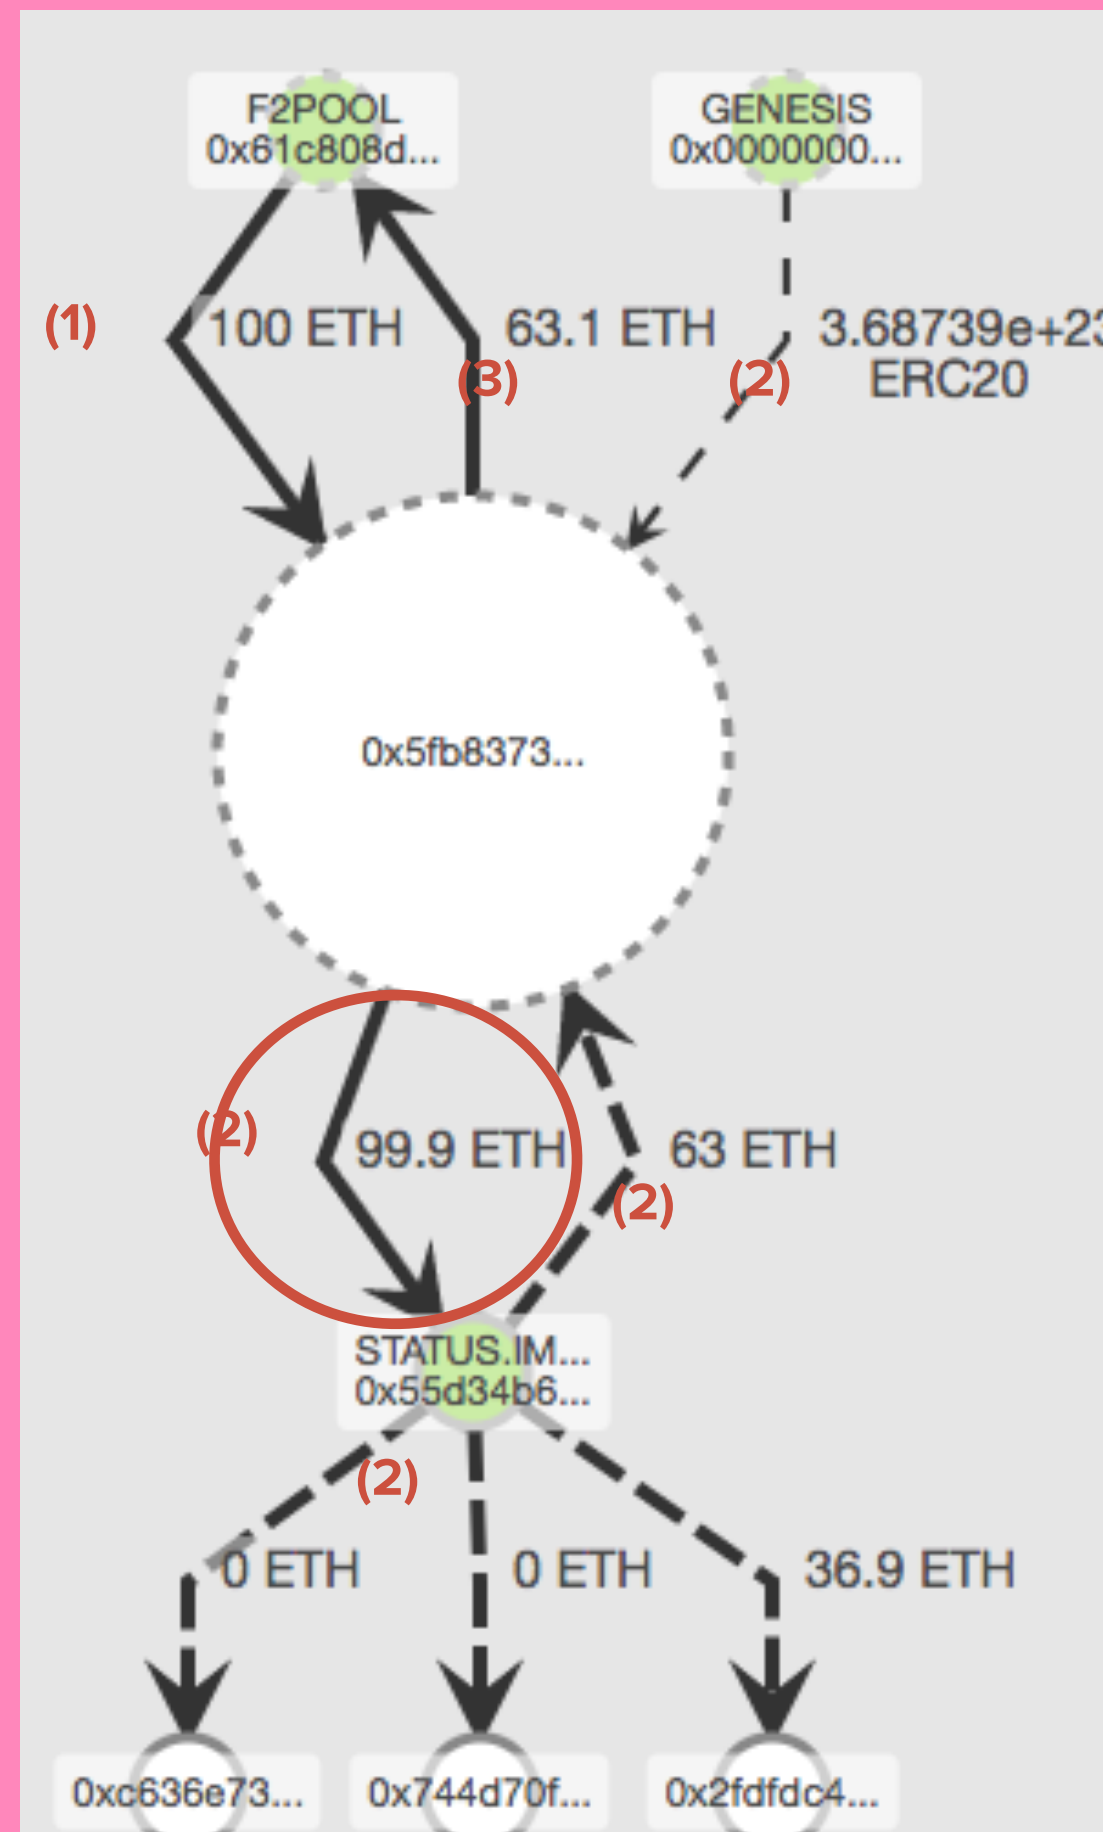 F2POOL
0x61c808d...
GENESIS
0x0000000...
(1)
100 ETH
63.1 ETH
3.68739e+23
ERC20
(3)
(2)
0x5fb8373...
(2)
99.9 ETH
63 ETH
(2)
STATUS.IM...
0x55d34b6...
(2)
0 ETH
0 ETH
36.9 ETH
0xc636e73...
0x744d70f...
0x2fdfdc4...